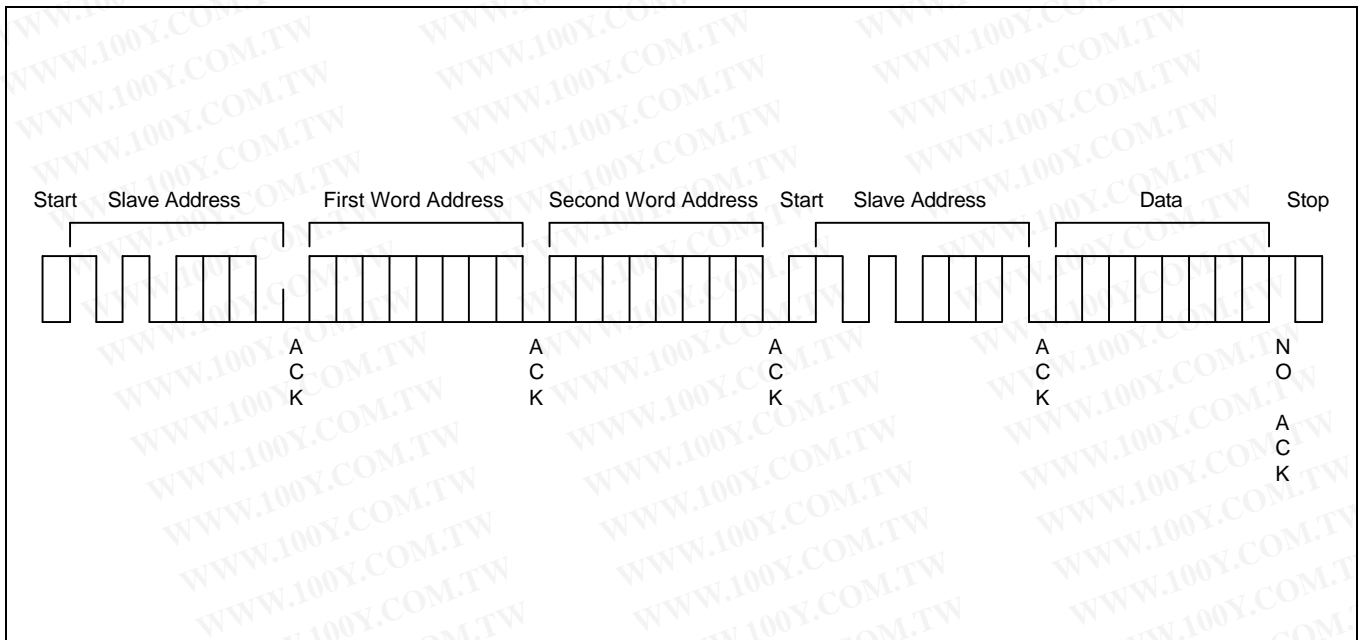 Start Slave Address First Word Address Second Word Address Start Slave Address Data Stop
A A A A N
C C C C O
K K K K
A
C
K
WWW.100Y.COM.TW